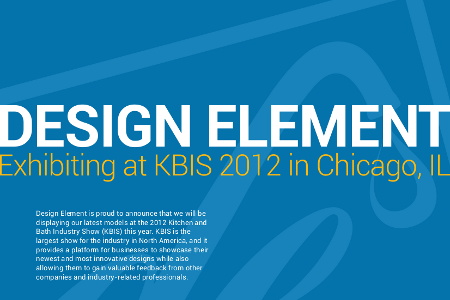 DESIGN ELEMENT
Exhibiting at KBIS 2012 in Chicago, IL
Design Element is proud to announce that we will be
displaying our latest models at the 2012 Kitchen and
Bath Industry Show (KBIS) this year. KBIS is the
largest show for the industry in North America, and it
provides a platform for businesses to showcase their
newest and most innovative designs while also
allowing them to gain valuable feedback from other
companies and industry-related professionals.